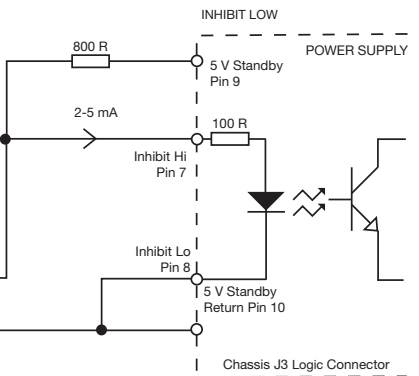 INHIBIT LOW
POWER SUPPLY
800 R
5 V Standby
Pin 9
2-5 mA
100 R
Inhibit Hi
Pin 7
Inhibit Lo
Pin 8
5 V Standby
Return Pin 10
Chassis J3 Logic Connector